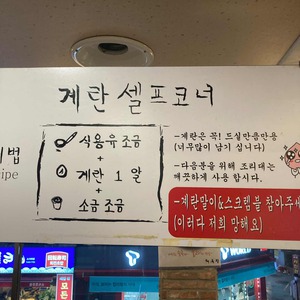 계란 셀프코너
법
cipe
식용유 조금
+
계란 1 알
+
소금 조금
-계란은 꼭! 드실만큼만용
(너무많이 남기 십니다)
-다음분을 위해 조리대는
깨끗하게 사용 합시다.
-계란말이&스크램블 참아주세
(이러다 저희 망해요)